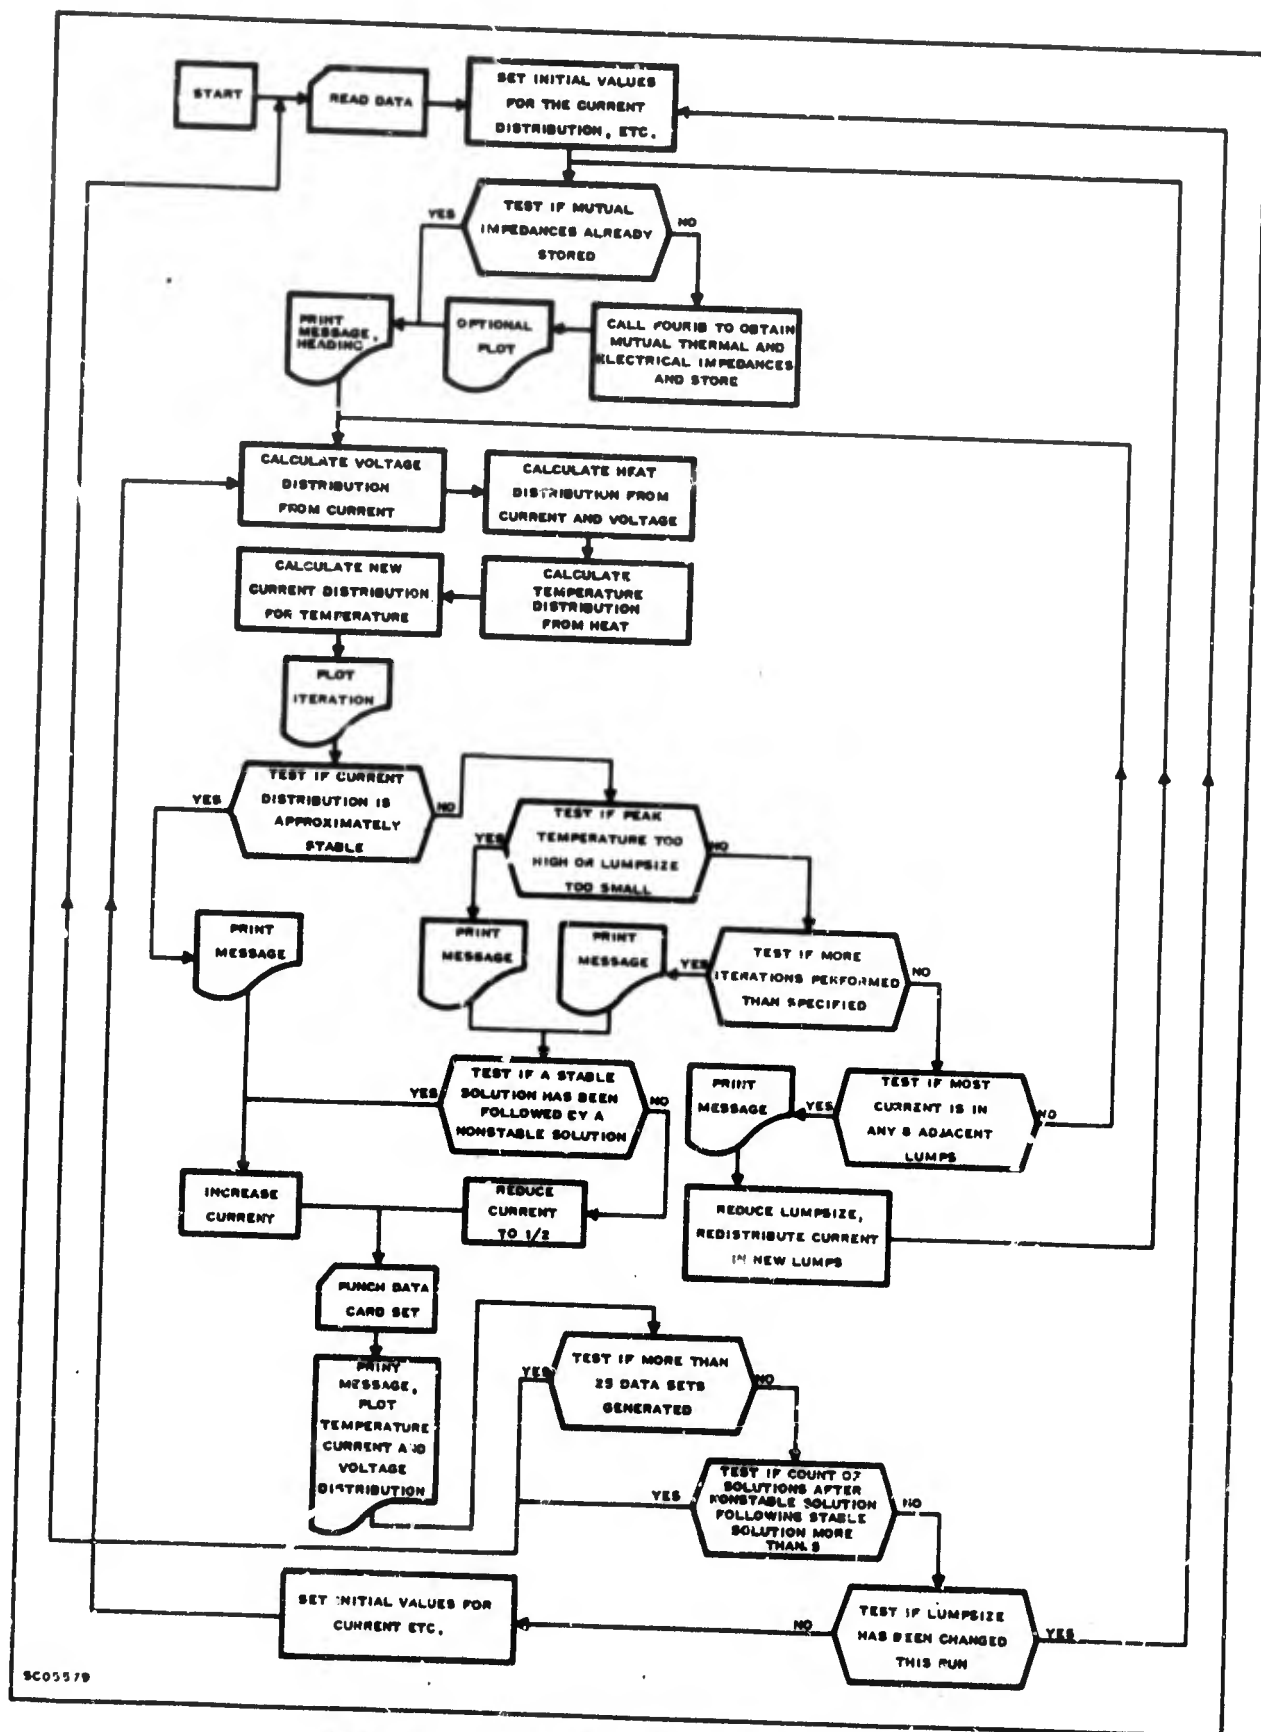 START
READ DATA
SET INITIAL VALUES
FOR THE CURRENT
DISTRIBUTION, ETC.
TEST IF MUTUAL
IMPEDANCES ALREADY
STORED
YES
NO
PRINT
MESSAGE,
HEADING
OPTIONAL
PLOT
CALL FOURIB TO OBTAIN
MUTUAL THERMAL AND
ELECTRICAL IMPEDANCES
AND STORE
CALCULATE VOLTAGE
DISTRIBUTION
FROM CURRENT
CALCULATE HEAT
DISTRIBUTION FROM
CURRENT AND VOLTAGE
CALCULATE NEW
CURRENT DISTRIBUTION
FOR TEMPERATURE
CALCULATE
TEMPERATURE
DISTRIBUTION
FROM HEAT
PLOT
ITERATION
TEST IF CURRENT
DISTRIBUTION IS
APPROXIMATELY
STABLE
YES
NO
TEST IF PEAK
TEMPERATURE TOO
HIGH OR LUMPSIZE
TOO SMALL
YES
NO
PRINT
MESSAGE
PRINT
MESSAGE
PRINT
MESSAGE
TEST IF MORE
ITERATIONS PERFORMED
THAN SPECIFIED
YES
NO
TEST IF A STABLE
SOLUTION HAS BEEN
FOLLOWED BY A
NONSTABLE SOLUTION
YES
NO
PRINT
MESSAGE
TEST IF MOST
CURRENT IS IN
ANY 8 ADJACENT
LUMPS
YES
NO
INCREASE
CURRENT
REDUCE
CURRENT
TO 1/2
REDUCE LUMPSIZE,
REDISTRIBUTE CURRENT
IN NEW LUMPS
PUNCH DATA
CARD SET
PRINT
MESSAGE,
PLOT
TEMPERATURE
CURRENT AND
VOLTAGE
DISTRIBUTION
TEST IF MORE THAN
25 DATA SETS
GENERATED
YES
NO
TEST IF COUNT OF
SOLUTIONS AFTER
NONSTABLE SOLUTION
FOLLOWING STABLE
SOLUTION MORE
THAN 5
YES
NO
SET INITIAL VALUES FOR
CURRENT ETC.
TEST IF LUMPSIZE
HAS BEEN CHANGED
THIS RUN
NO
YES
SC05579